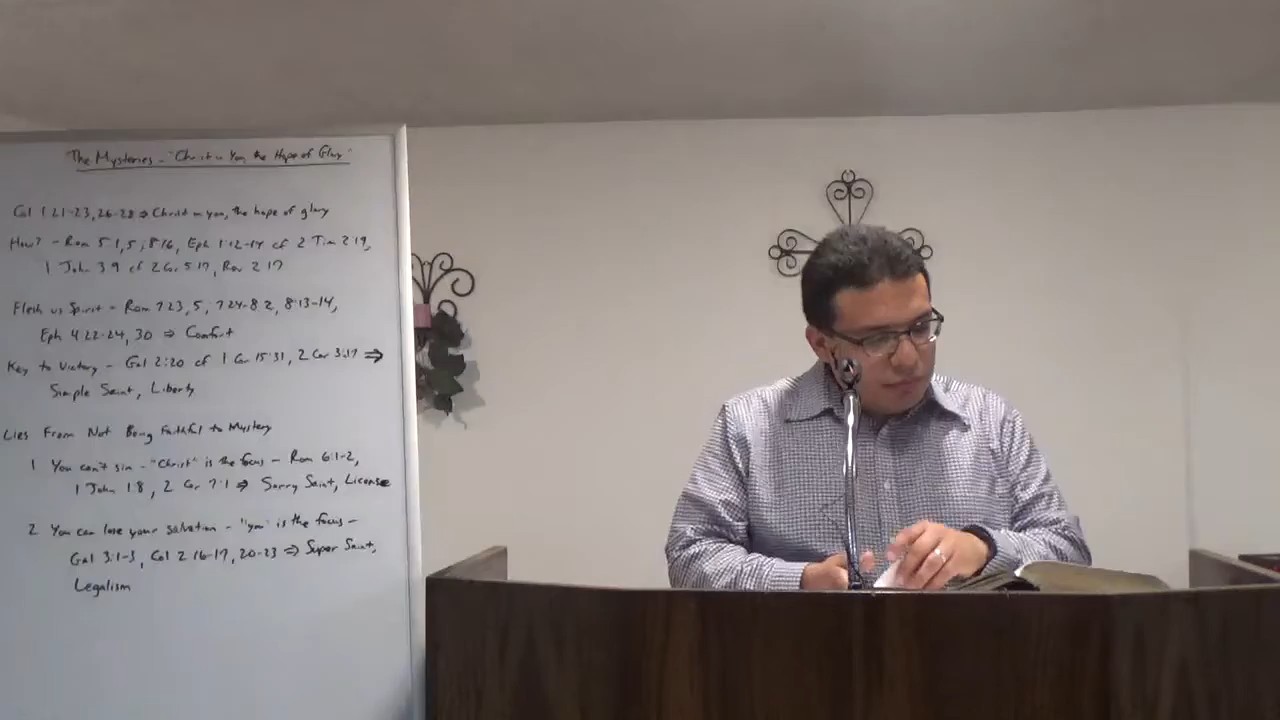 The Mysteries - "Christ in You the Hope of Glory"
Col 1:21-23, 26-28 ⇒ Christ in you, the hope of glory
How? - Rom 5:1, 5; 8:16, Eph 1:12-14 cf 2 Tim 2:19,
1 John 3:9 cf 2 Cor 5:17, Rev 2:17
Flesh vs Spirit - Rom 7:23, 5; 7:24-8:2, 8:13-14,
Eph 4:22-24, 30 ⇒ Comfort
Key to Victory - Gal 2:20 cf 1 Cor 15:31, 2 Cor 3:17 ⇒
Simple Saint, Liberty
Lies From Not Being Faithful to Mystery
1 You can't sin - "Christ" is the focus - Rom 6:1-2,
1 John 1:8, 2 Cor 7:1 ⇒ Sorry Saint, License
2 You can lose your salvation - "you" is the focus -
Gal 3:1-3, Col 2:16-17, 20-23 ⇒ Super Saint,
Legalism